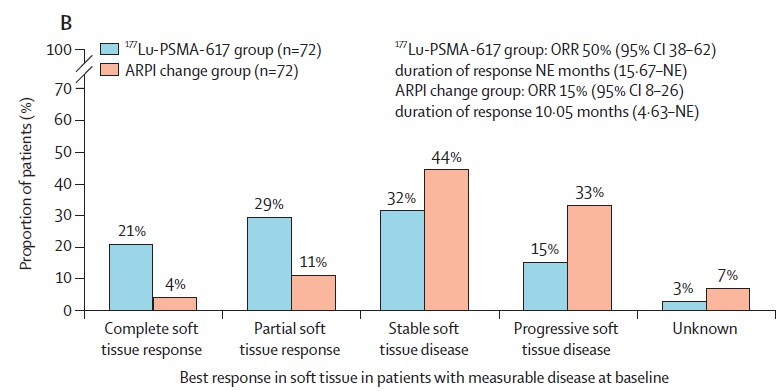 B
100
70
60
50
40
30
20
10
0
Proportion of patients (%)
¹⁷⁷Lu-PSMA-617 group (n=72)
ARPI change group (n=72)
¹⁷⁷Lu-PSMA-617 group: ORR 50% (95% CI 38–62)
duration of response NE months (15·67–NE)
ARPI change group: ORR 15% (95% CI 8–26)
duration of response 10·05 months (4·63–NE)
21%
4%
29%
11%
32%
44%
15%
33%
3%
7%
Complete soft
tissue response
Partial soft
tissue response
Stable soft
tissue disease
Progressive soft
tissue disease
Unknown
Best response in soft tissue in patients with measurable disease at baseline